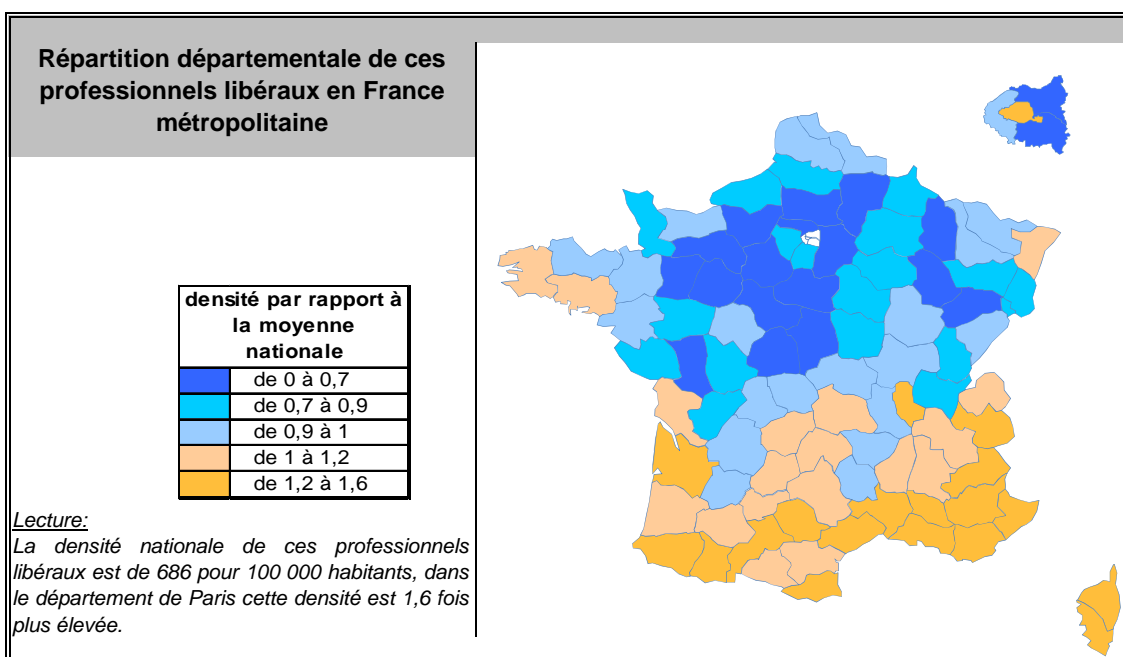 Répartition départementale de ces
professionnels libéraux en France
métropolitaine
densité par rapport à
la moyenne
nationale
de 0 à 0,7
de 0,7 à 0,9
de 0,9 à 1
de 1 à 1,2
de 1,2 à 1,6
Lecture:
La densité nationale de ces professionnels
libéraux est de 686 pour 100 000 habitants, dans
le département de Paris cette densité est 1,6 fois
plus élevée.